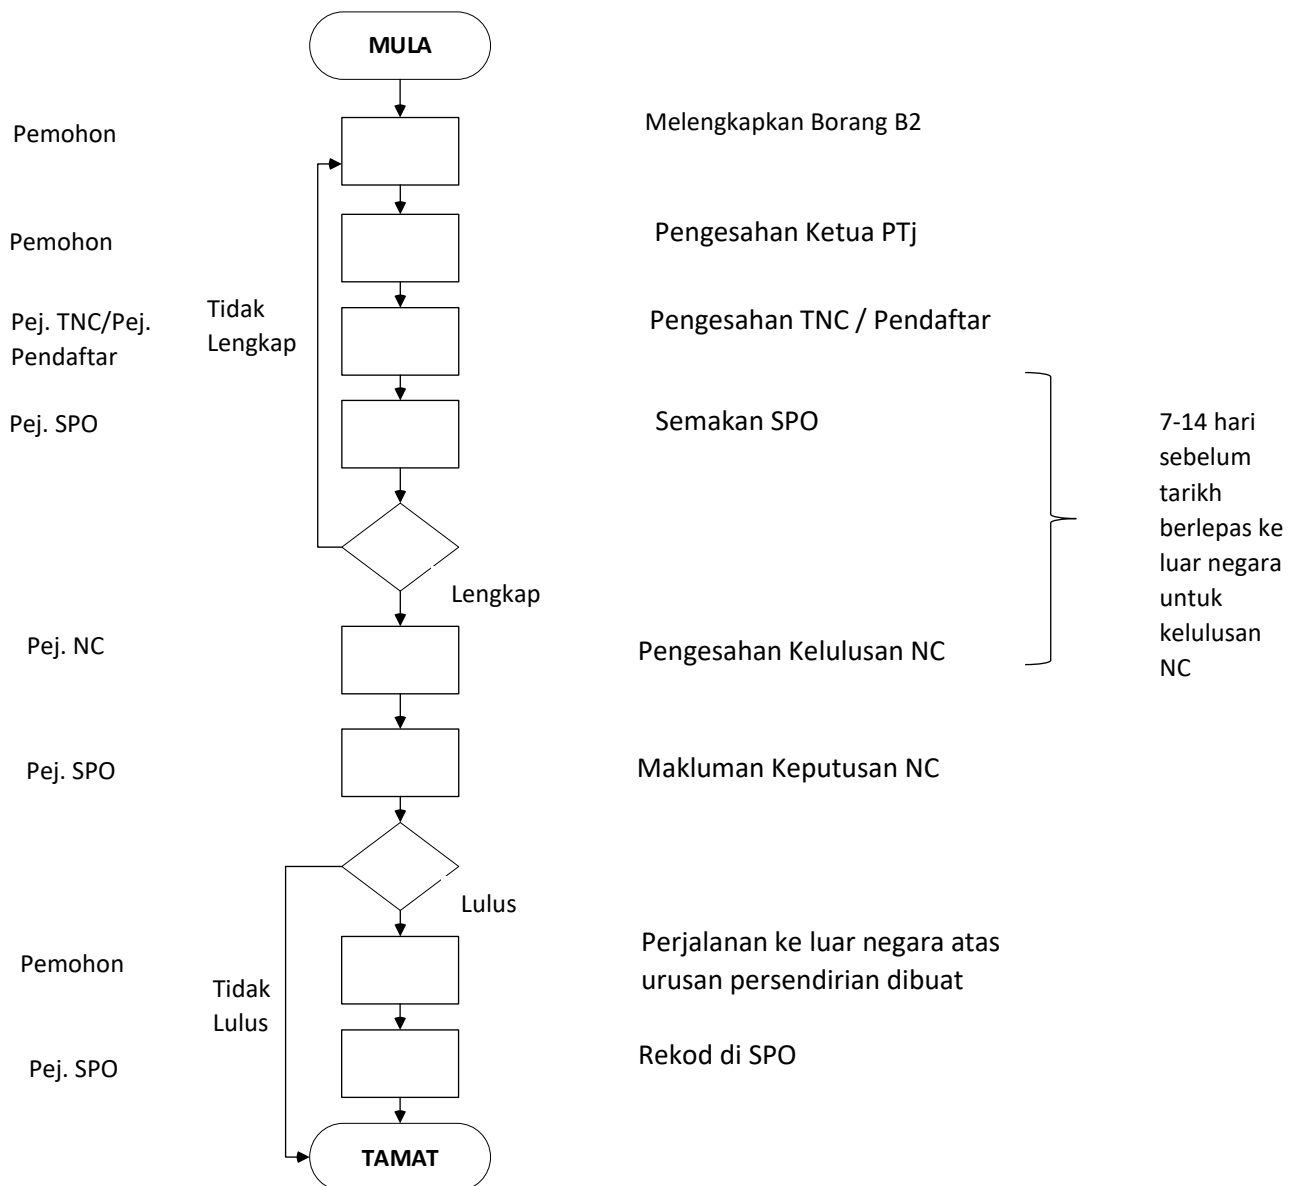 MULA
Pemohon
Melengkapkan Borang B2
Pemohon
Pengesahan Ketua PTj
Pej. TNC/Pej.
Pendaftar
Tidak
Lengkap
Pengesahan TNC / Pendaftar
Pej. SPO
Semakan SPO
7-14 hari
sebelum
tarikh
berlepas ke
luar negara
untuk
kelulusan
NC
Lengkap
Pej. NC
Pengesahan Kelulusan NC
Pej. SPO
Makluman Keputusan NC
Lulus
Pemohon
Perjalanan ke luar negara atas
urusan persendirian dibuat
Tidak
Lulus
Pej. SPO
Rekod di SPO
TAMAT